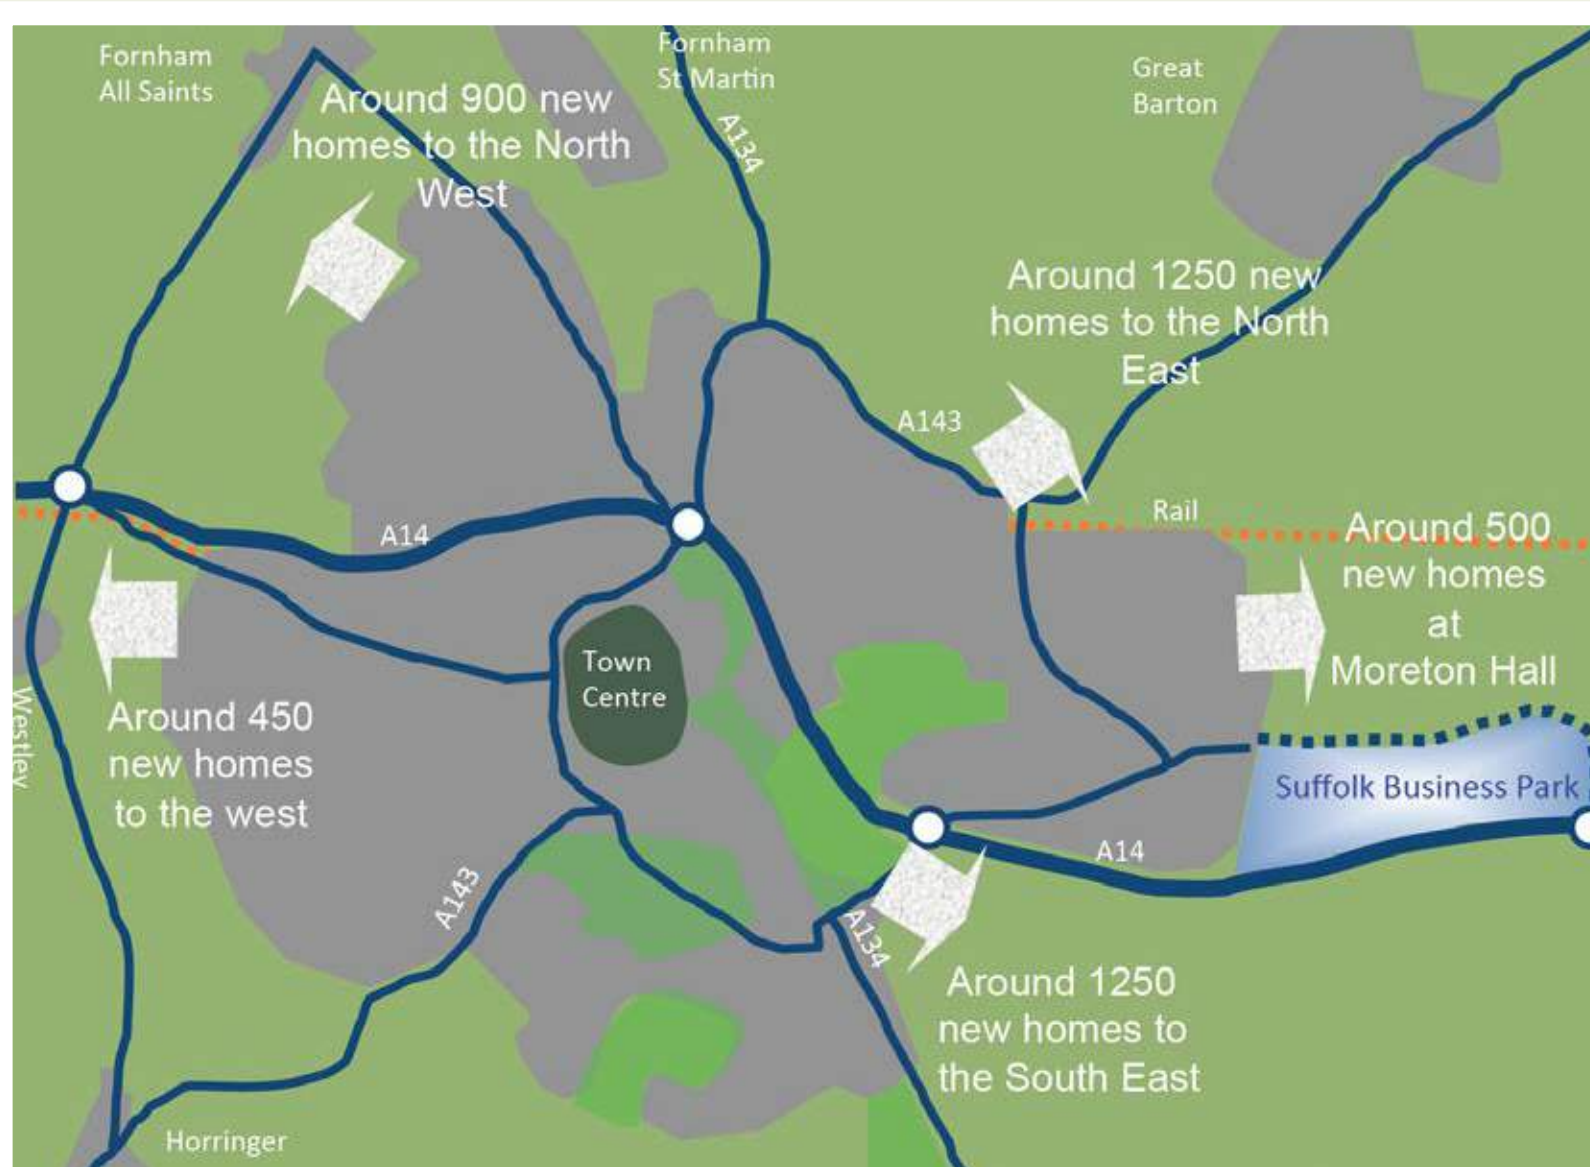 Fornham
All Saints
Fornham
St Martin
Great
Barton
Around 900 new
homes to the North
West
A134
Around 1250 new
homes to the North
East
A143
Rail
Around 500
new homes
at
Moreton Hall
A14
Town
Centre
Westley
Around 450
new homes
to the west
Suffolk Business Park
A14
A143
A134
Around 1250
new homes to
the South East
Horringer